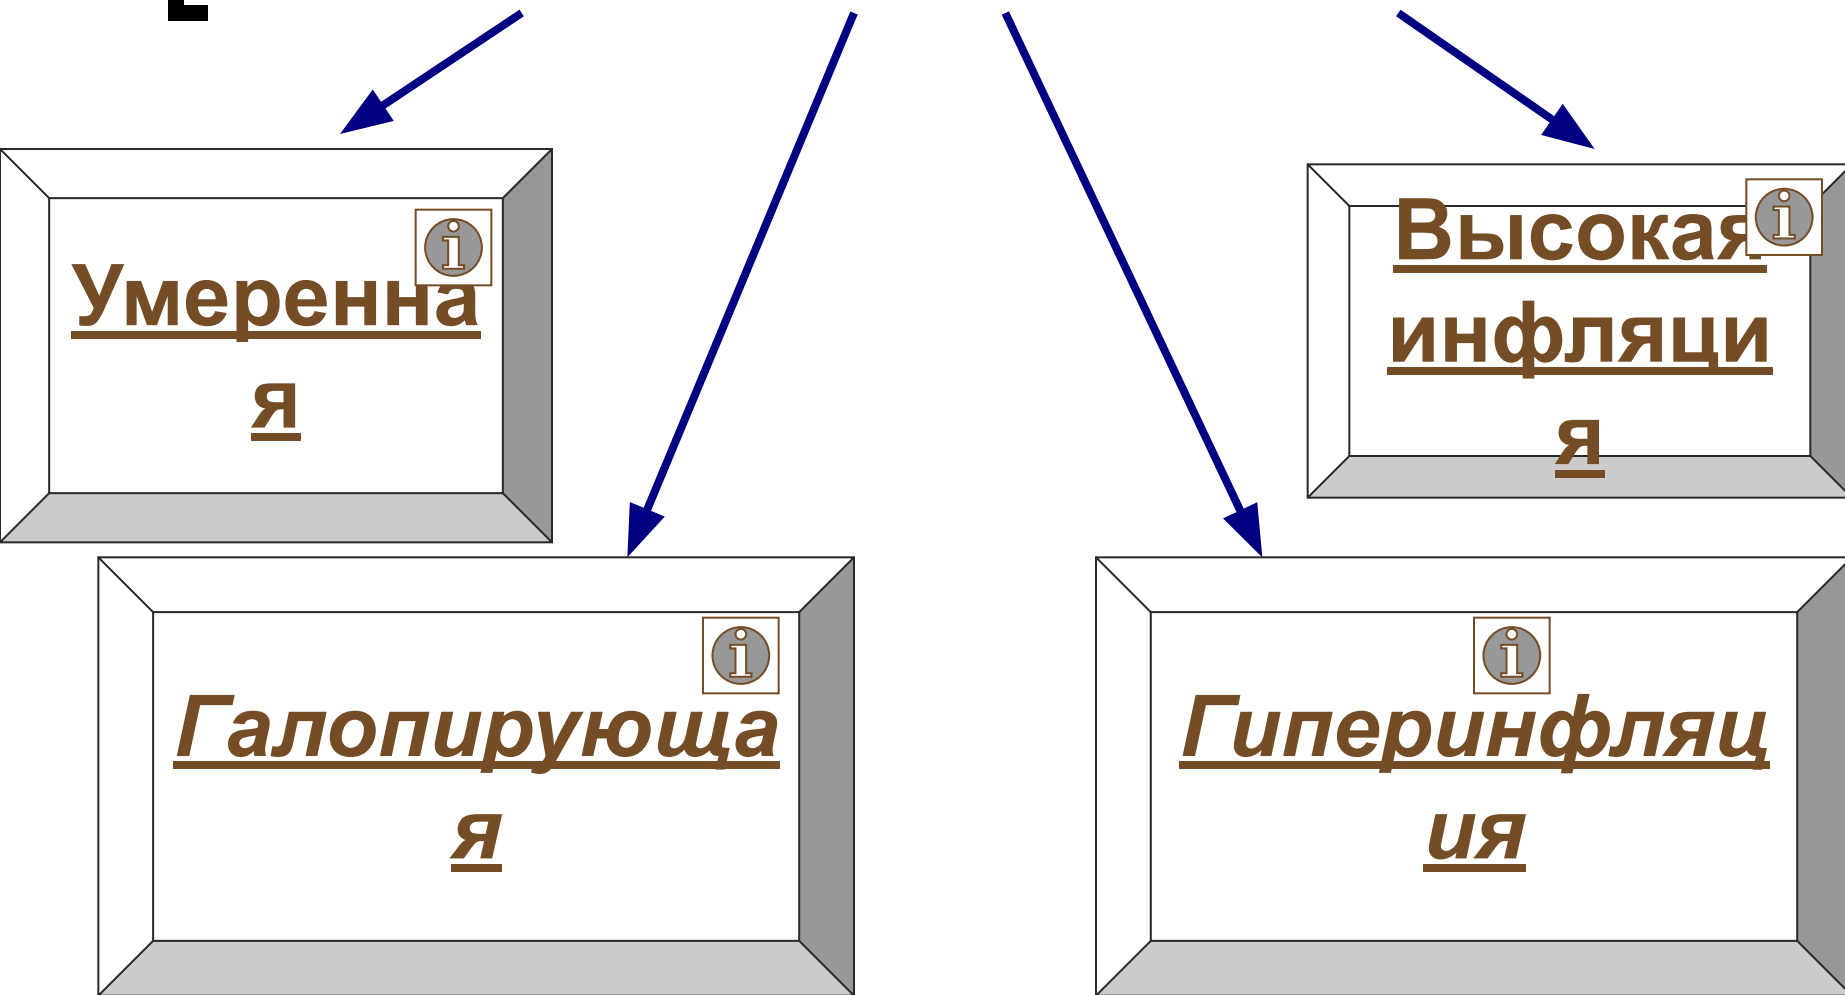 Умеренна
я
Высокая
инфляци
я
Галопирующа
я
Гиперинфляц
ия